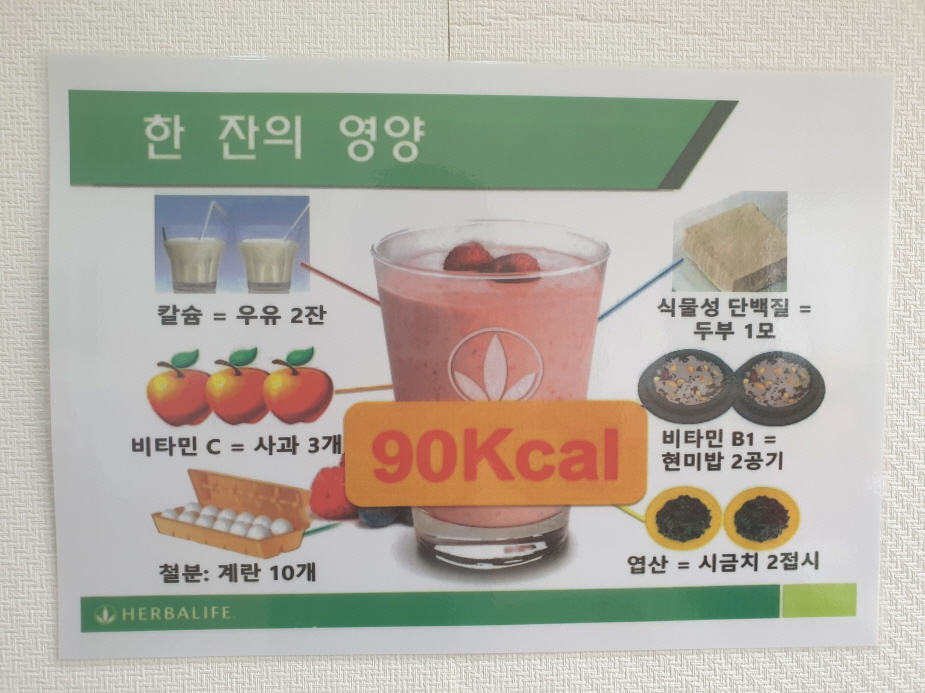 한 잔의 영양
칼슘 = 우유 2잔
식물성 단백질 =
두부 1모
비타민 C = 사과 3개
비타민 B1 =
현미밥 2공기
90Kcal
철분: 계란 10개
엽산 = 시금치 2접시
HERBALIFE.